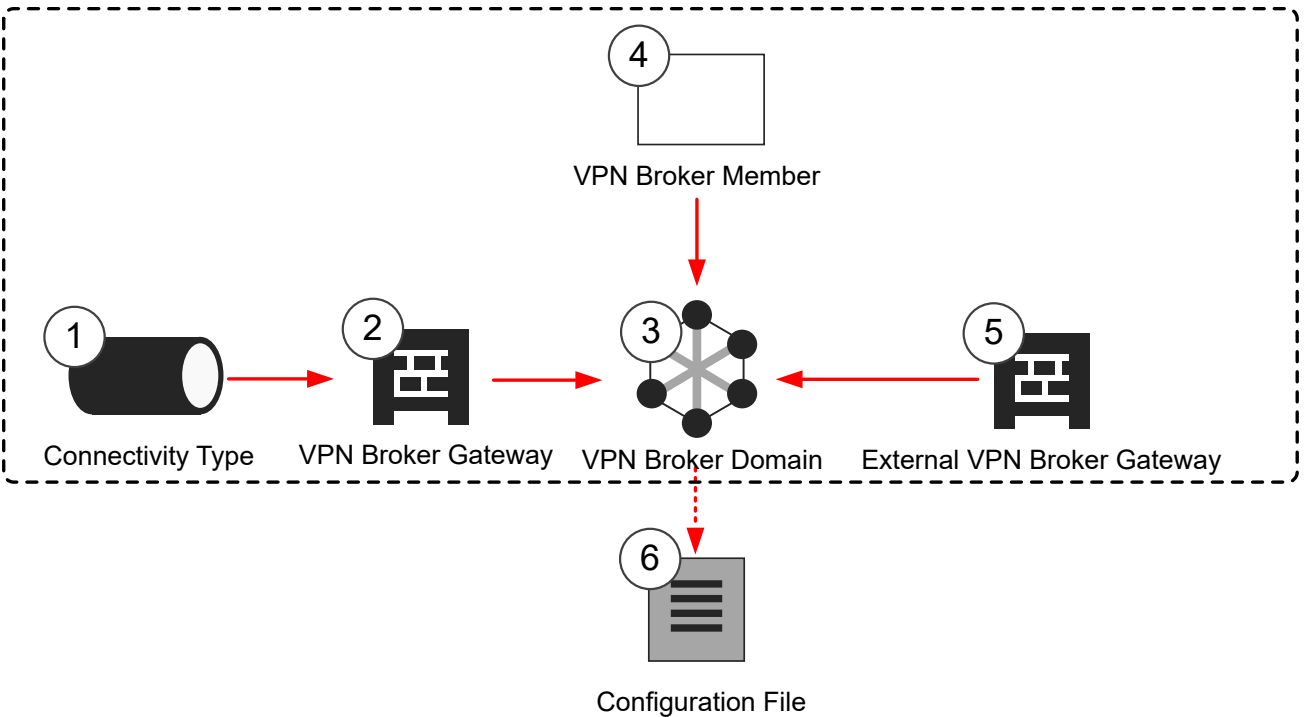 4
VPN Broker Member
1
2
3
5
Connectivity Type
VPN Broker Gateway
VPN Broker Domain
External VPN Broker Gateway
6
Configuration File